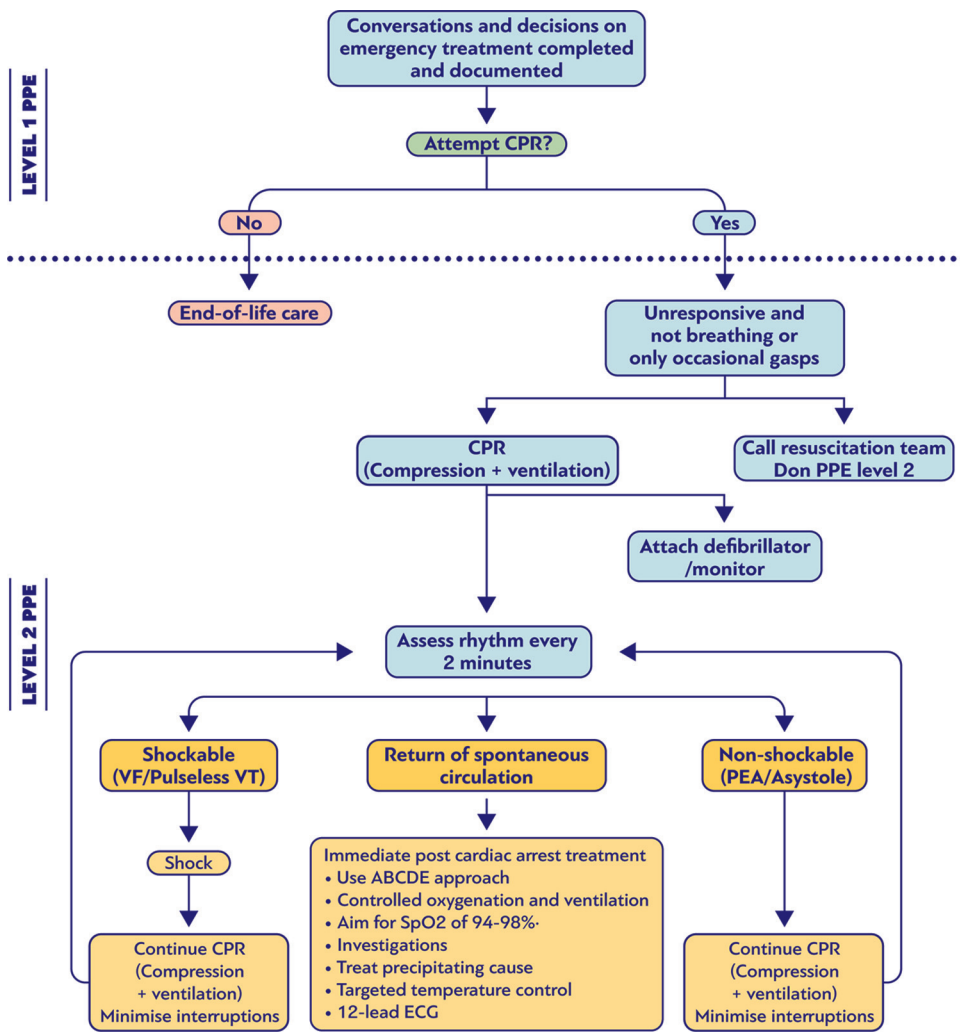 LEVEL 1 PPE
Conversations and decisions on
emergency treatment completed
and documented
Attempt CPR?
No
Yes
End-of-life care
Unresponsive and
not breathing or
only occasional gasps
CPR
(Compression + ventilation)
Call resuscitation team
Don PPE level 2
Attach defibrillator
/monitor
LEVEL 2 PPE
Assess rhythm every
2 minutes
Shockable
(VF/Pulseless VT)
Return of spontaneous
circulation
Non-shockable
(PEA/Asystole)
Shock
Continue CPR
(Compression
+ ventilation)
Minimise interruptions
Immediate post cardiac arrest treatment
• Use ABCDE approach
• Controlled oxygenation and ventilation
• Aim for SpO2 of 94-98%·
• Investigations
• Treat precipitating cause
• Targeted temperature control
• 12-lead ECG
Continue CPR
(Compression
+ ventilation)
Minimise interruptions